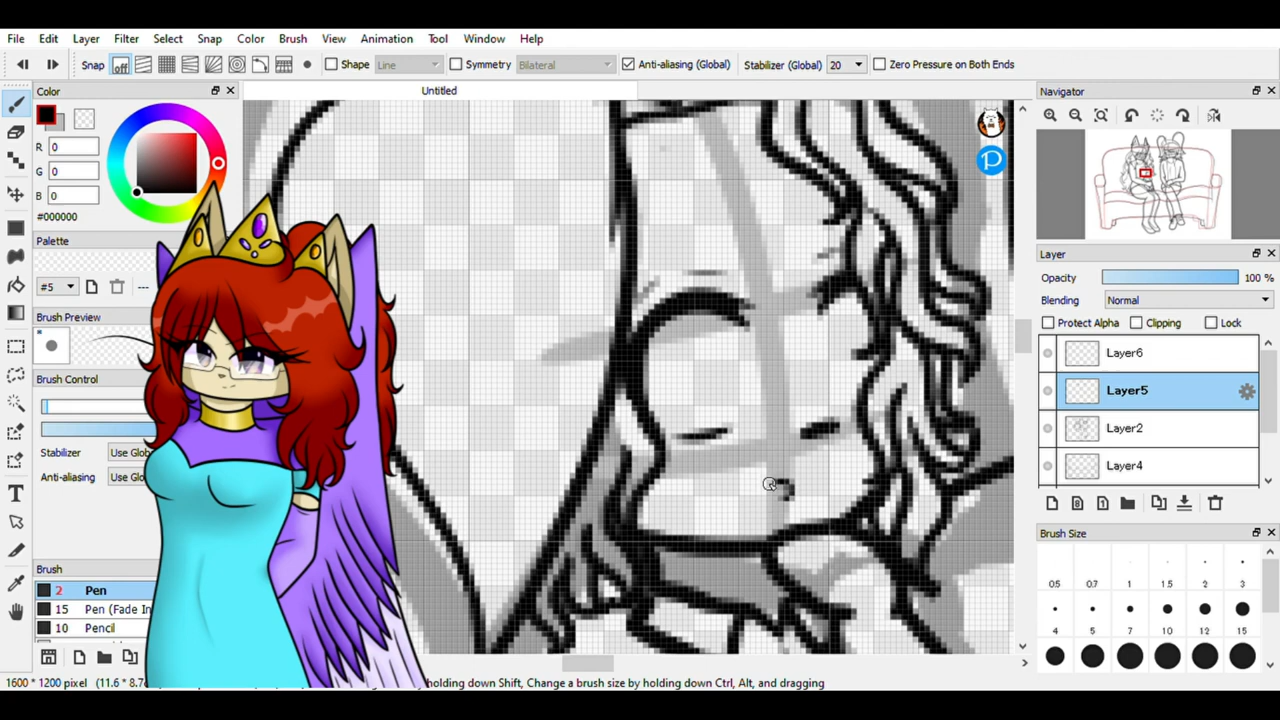 File Edit Layer Filter Select Snap Color Brush View Animation Tool Window Help
Snap off Shape Line Symmetry Bilateral Anti-aliasing (Global) Stabilizer (Global) 20 Zero Pressure on Both Ends
Color
Untitled
Navigator
R 0
G 0
B 0
#000000
Palette
#5
Brush Preview
Brush Control
Stabilizer Use Glob
Anti-aliasing Use Glo
Brush
2 Pen
15 Pen (Fade In
10 Pencil
P
Layer
Opacity 100 %
Blending Normal
Protect Alpha Clipping Lock
Layer6
Layer5
Layer2
Layer4
8 1
Brush Size
0.5 0.7 1 1.5 2 3
4 5 7 10 12 15
1600 * 1200 pixel (11.6 * 8.7 holding down Shift, Change a brush size by holding down Ctrl, Alt, and dragging